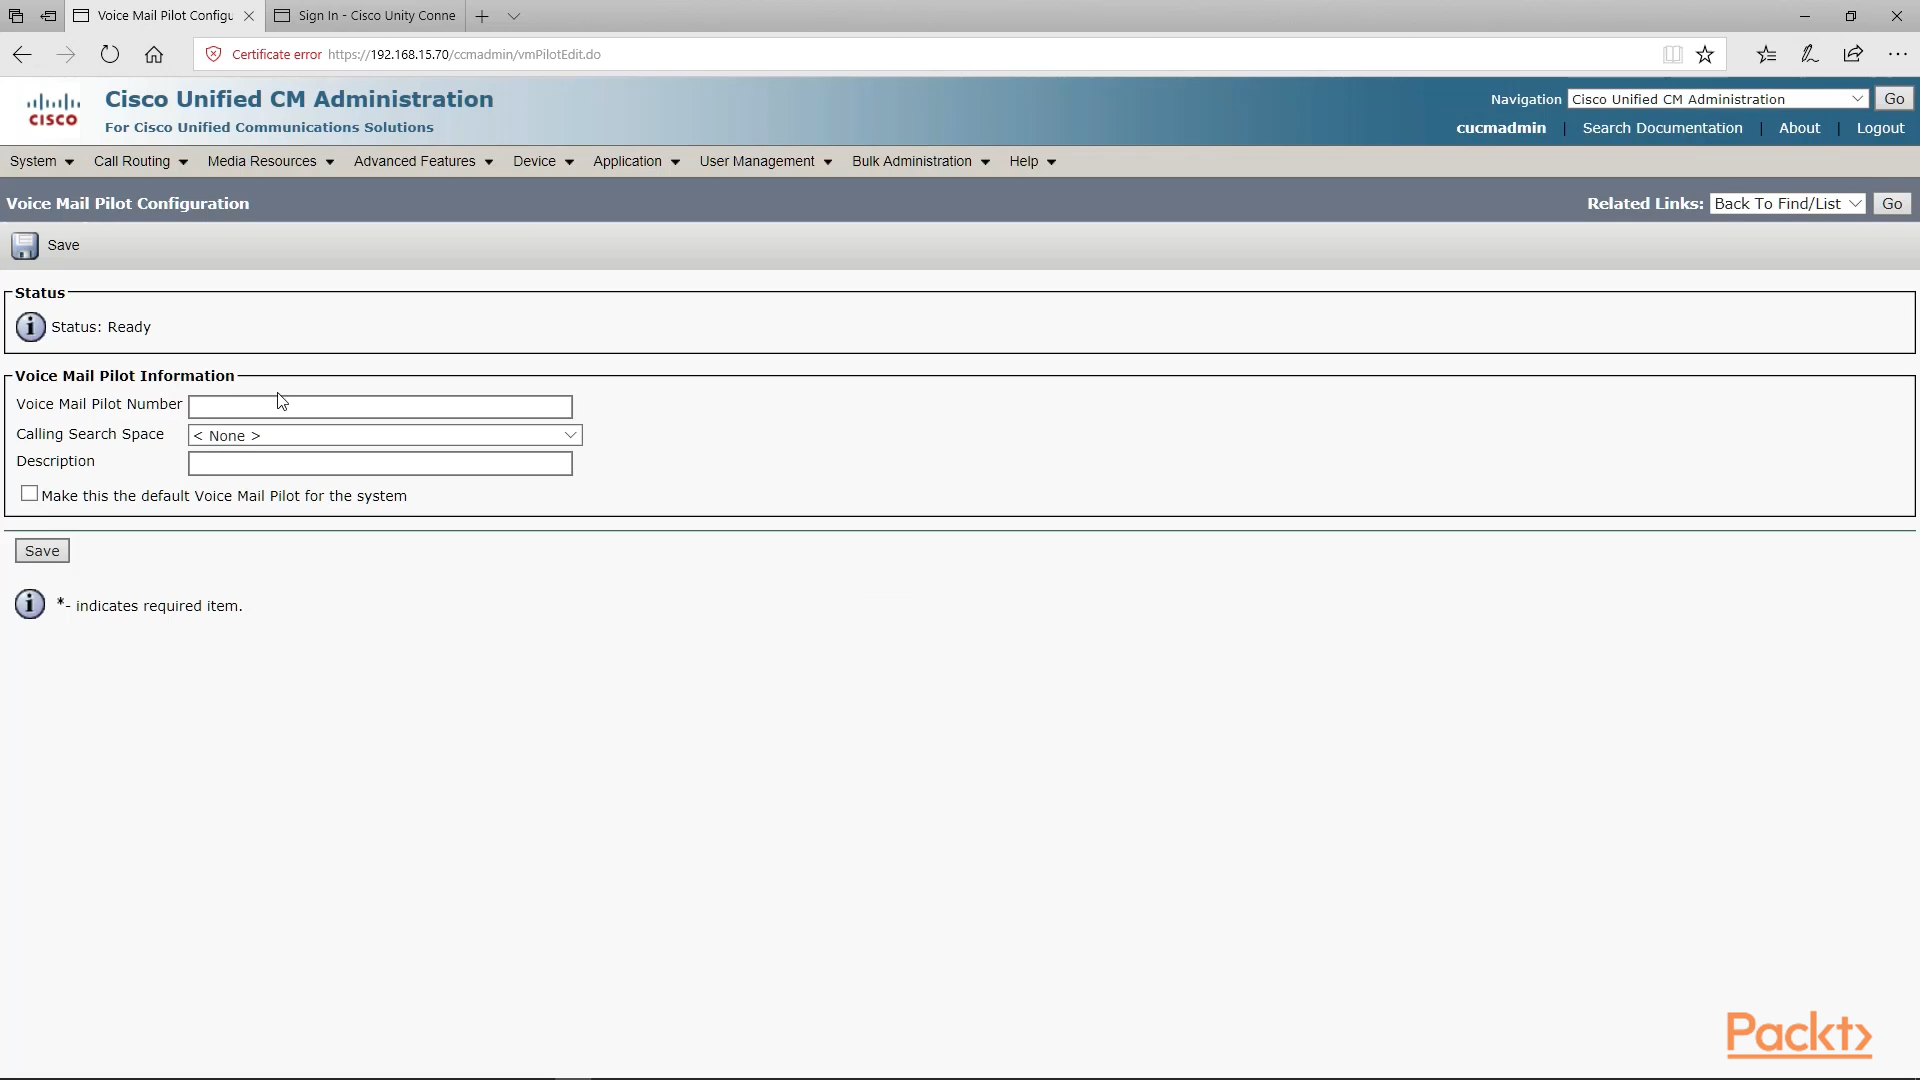 Voice Mail Pilot Configu
Sign In - Cisco Unity Conne
Certificate error https://192.168.15.70/ccmadmin/vmPilotEdit.do
CISCO
Cisco Unified CM Administration
For Cisco Unified Communications Solutions
Navigation Cisco Unified CM Administration Go
cucmadmin | Search Documentation | About | Logout
System Call Routing Media Resources Advanced Features Device Application User Management Bulk Administration Help
Voice Mail Pilot Configuration
Related Links: Back To Find/List Go
Save
Status
Status: Ready
Voice Mail Pilot Information
Voice Mail Pilot Number
Calling Search Space < None >
Description
Make this the default Voice Mail Pilot for the system
Save
*- indicates required item.
Packt>